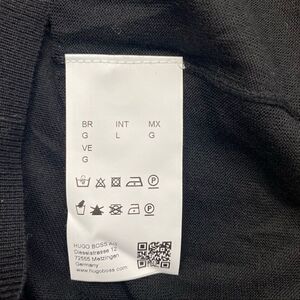 BR INT MX
G L G
VE
G
HUGO BOSS AG
Dieselstrasse 12
72555 Metzingen
Germany
www.hugoboss.com